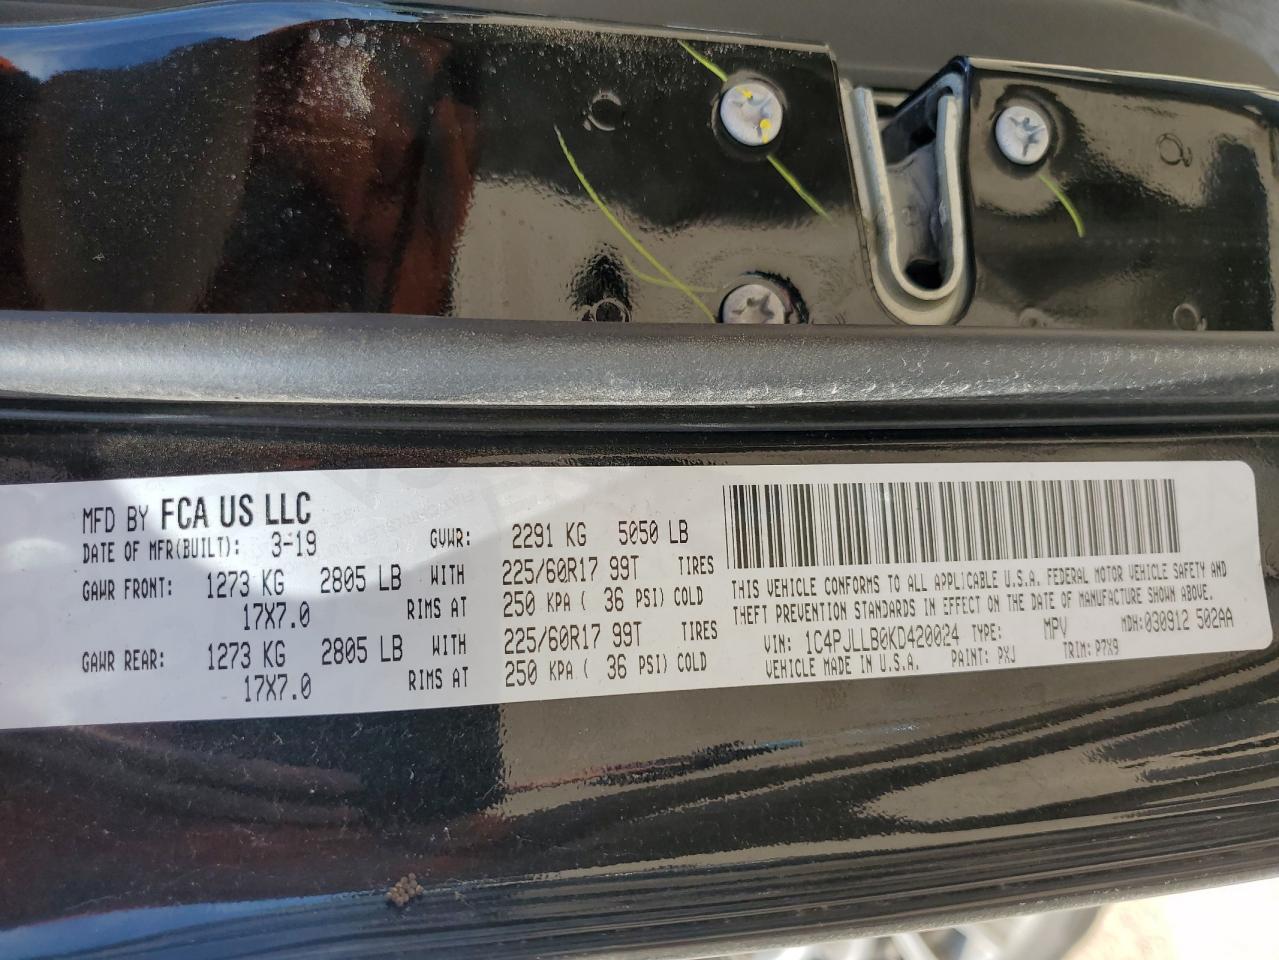 MFD BY FCA US LLC
DATE OF MFR(BUILT): 3-19 GVWR: 2291 KG 5050 LB
GAWR FRONT: 1273 KG 2805 LB WITH 225/60R17 99T TIRES
17X7.0 RIMS AT 250 KPA ( 36 PSI) COLD
GAWR REAR: 1273 KG 2805 LB WITH 225/60R17 99T TIRES
17X7.0 RIMS AT 250 KPA ( 36 PSI) COLD
THIS VEHICLE CONFORMS TO ALL APPLICABLE U.S.A. FEDERAL MOTOR VEHICLE SAFETY AND
THEFT PREVENTION STANDARDS IN EFFECT ON THE DATE OF MANUFACTURE SHOWN ABOVE.
VIN: 1C4PJLLB0KD420024 TYPE: MPV MDH:030912 502AA
VEHICLE MADE IN U.S.A. PAINT: PXJ TRIM: P7X9